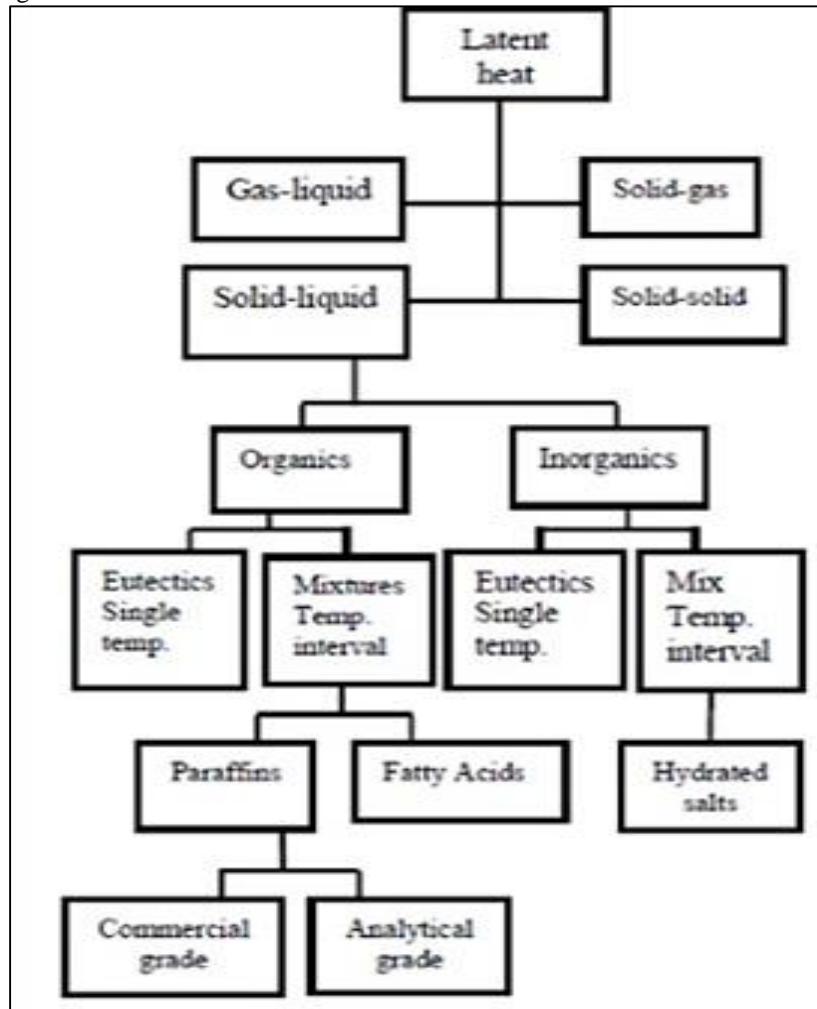 Latent
heat
Gas-liquid
Solid-gas
Solid-liquid
Solid-solid
Organics
Inorganics
Eutectics
Single
temp.
Mixtures
Temp.
interval
Eutectics
Single
temp.
Mix
Temp.
interval
Paraffins
Fatty Acids
Hydrated
salts
Commercial
grade
Analytical
grade